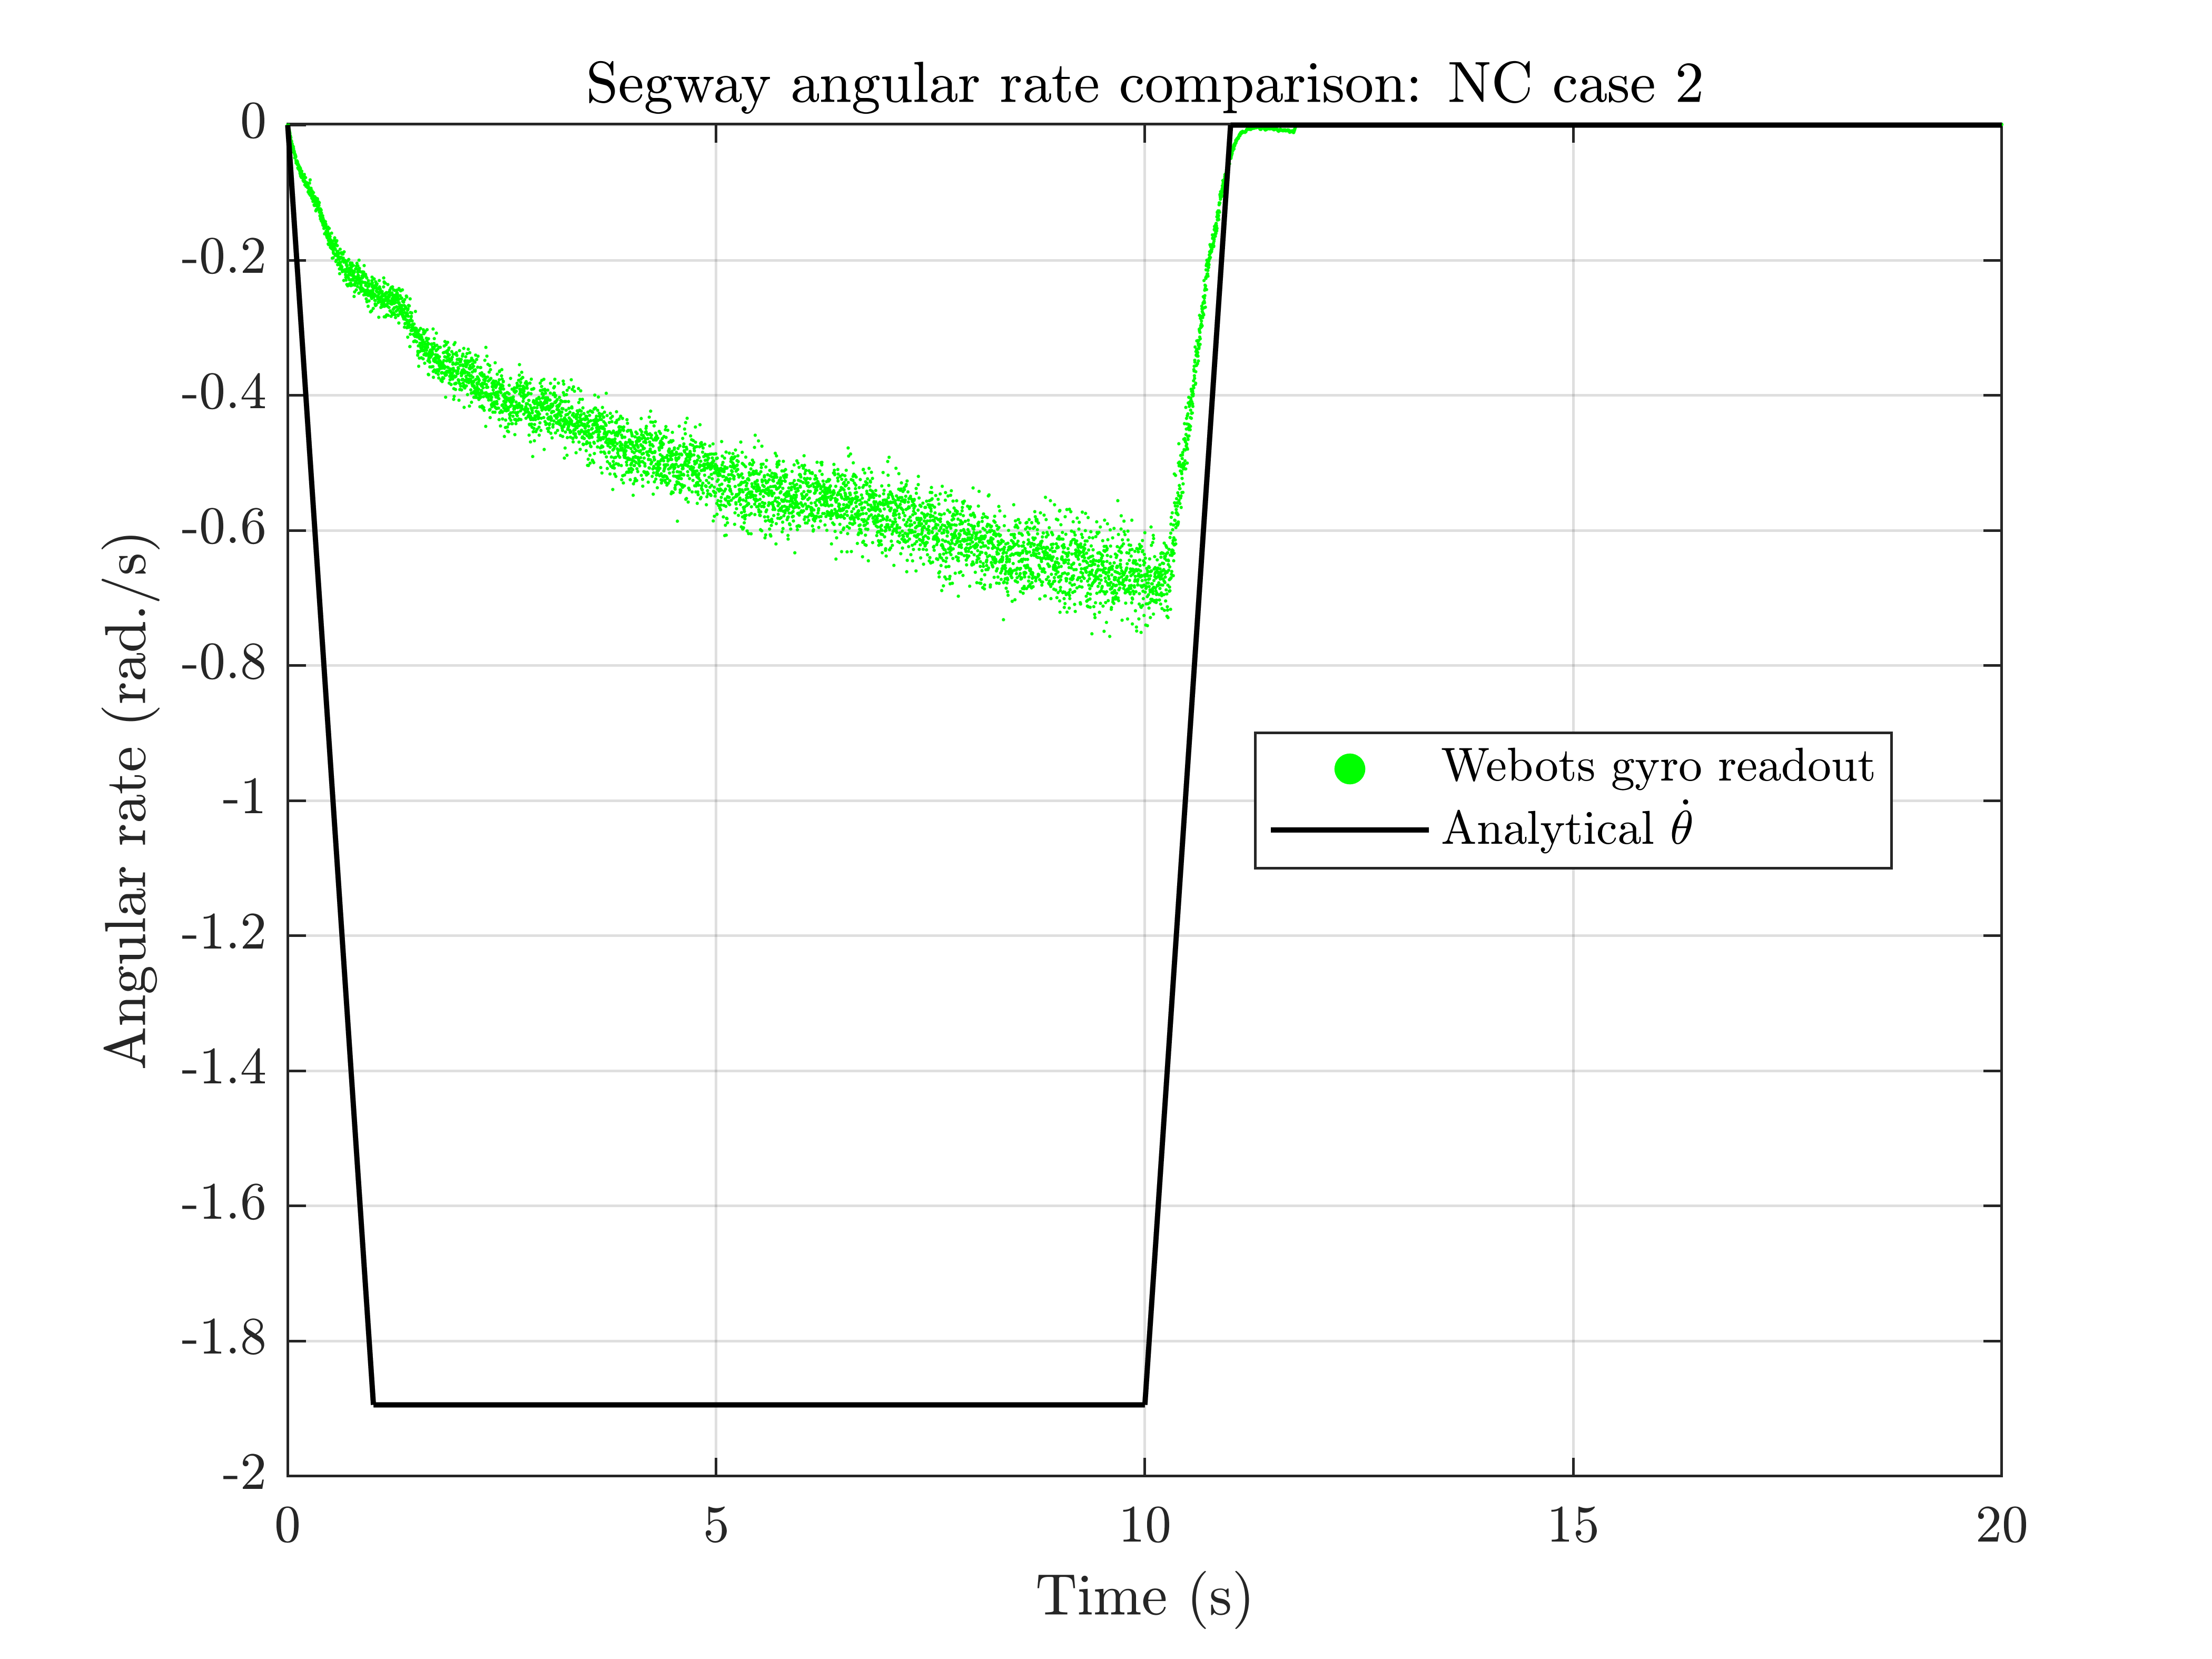 Segway angular rate comparison: NC case 2
0
-0.2
-0.4
-0.6
-0.8
-1
-1.2
-1.4
-1.6
-1.8
-2
Angular rate (rad./s)
Webots gyro readout
Analytical θ̇
0 5 10 15 20
Time (s)